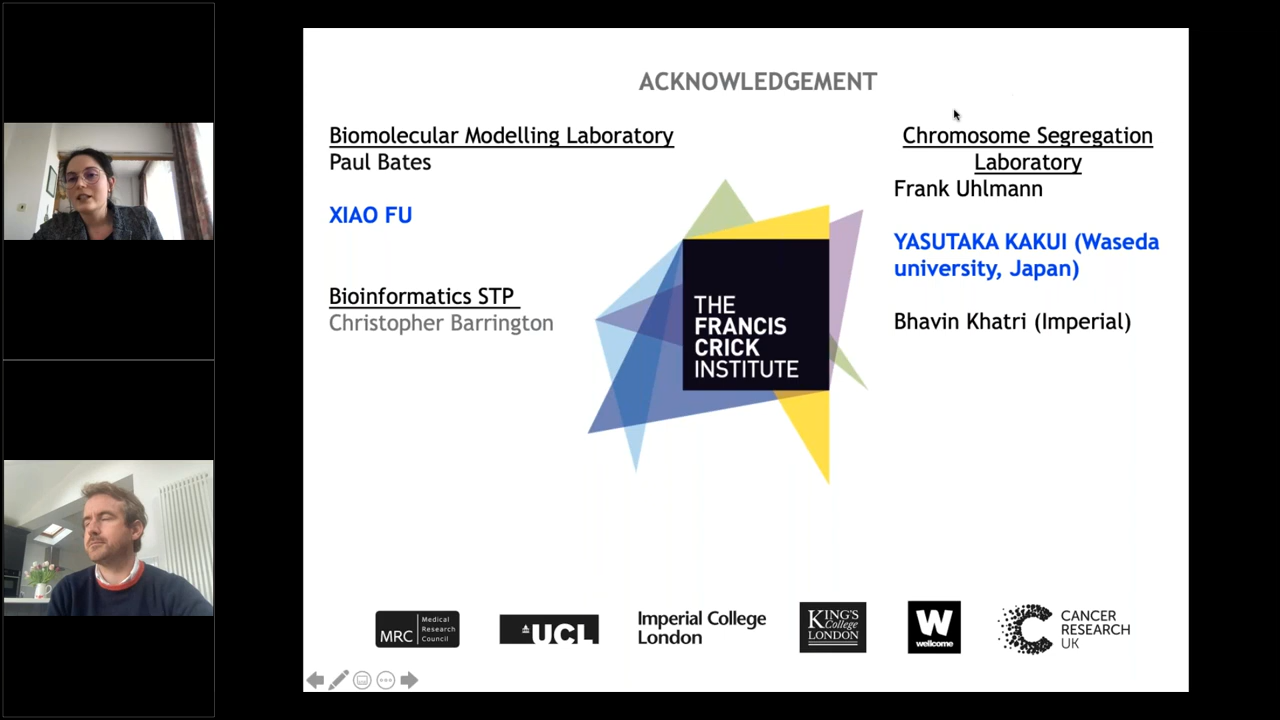 ACKNOWLEDGEMENT
Biomolecular Modelling Laboratory
Paul Bates
XIAO FU
Bioinformatics STP
Christopher Barrington
Chromosome Segregation
Laboratory
Frank Uhlmann
YASUTAKA KAKUI (Waseda
university, Japan)
Bhavin Khatri (Imperial)
THE
FRANCIS
CRICK
INSTITUTE
MRC
Medical
Research
Council
UCL
Imperial College
London
KING'S
College
LONDON
W
wellcome
CANCER
RESEARCH
UK